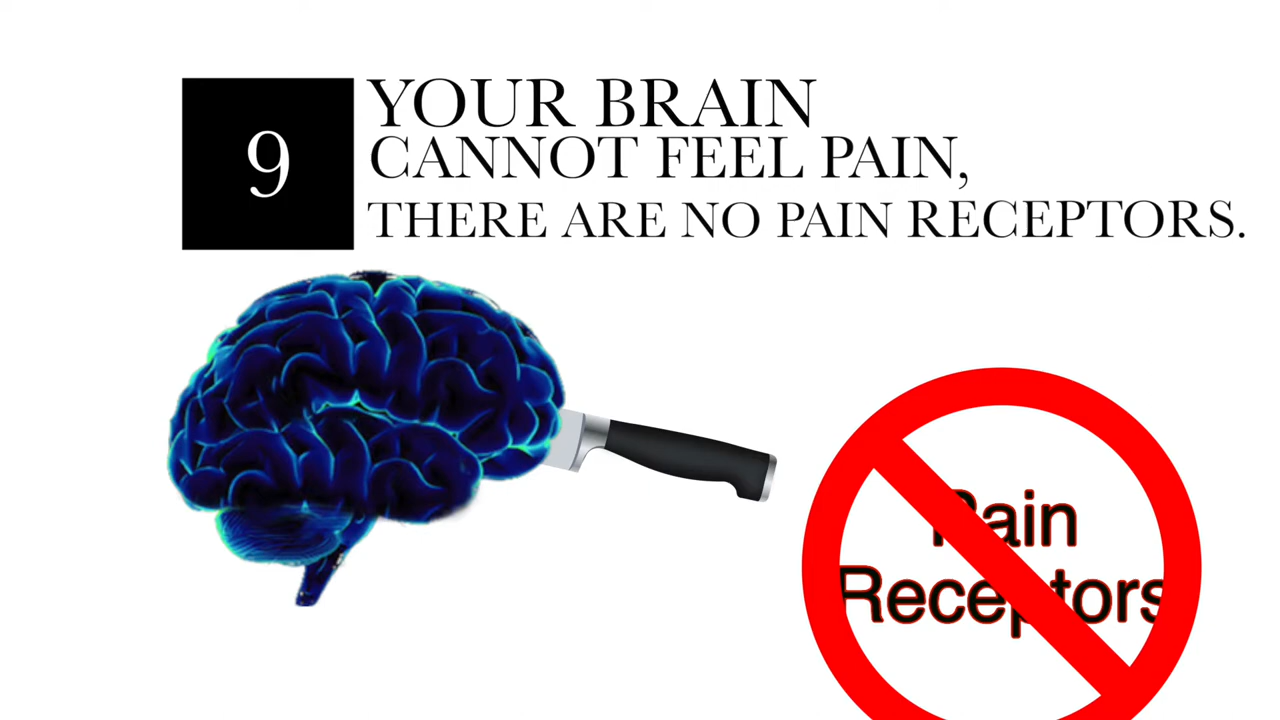 9
YOUR BRAIN
CANNOT FEEL PAIN,
THERE ARE NO PAIN RECEPTORS.
Pain
Receptors